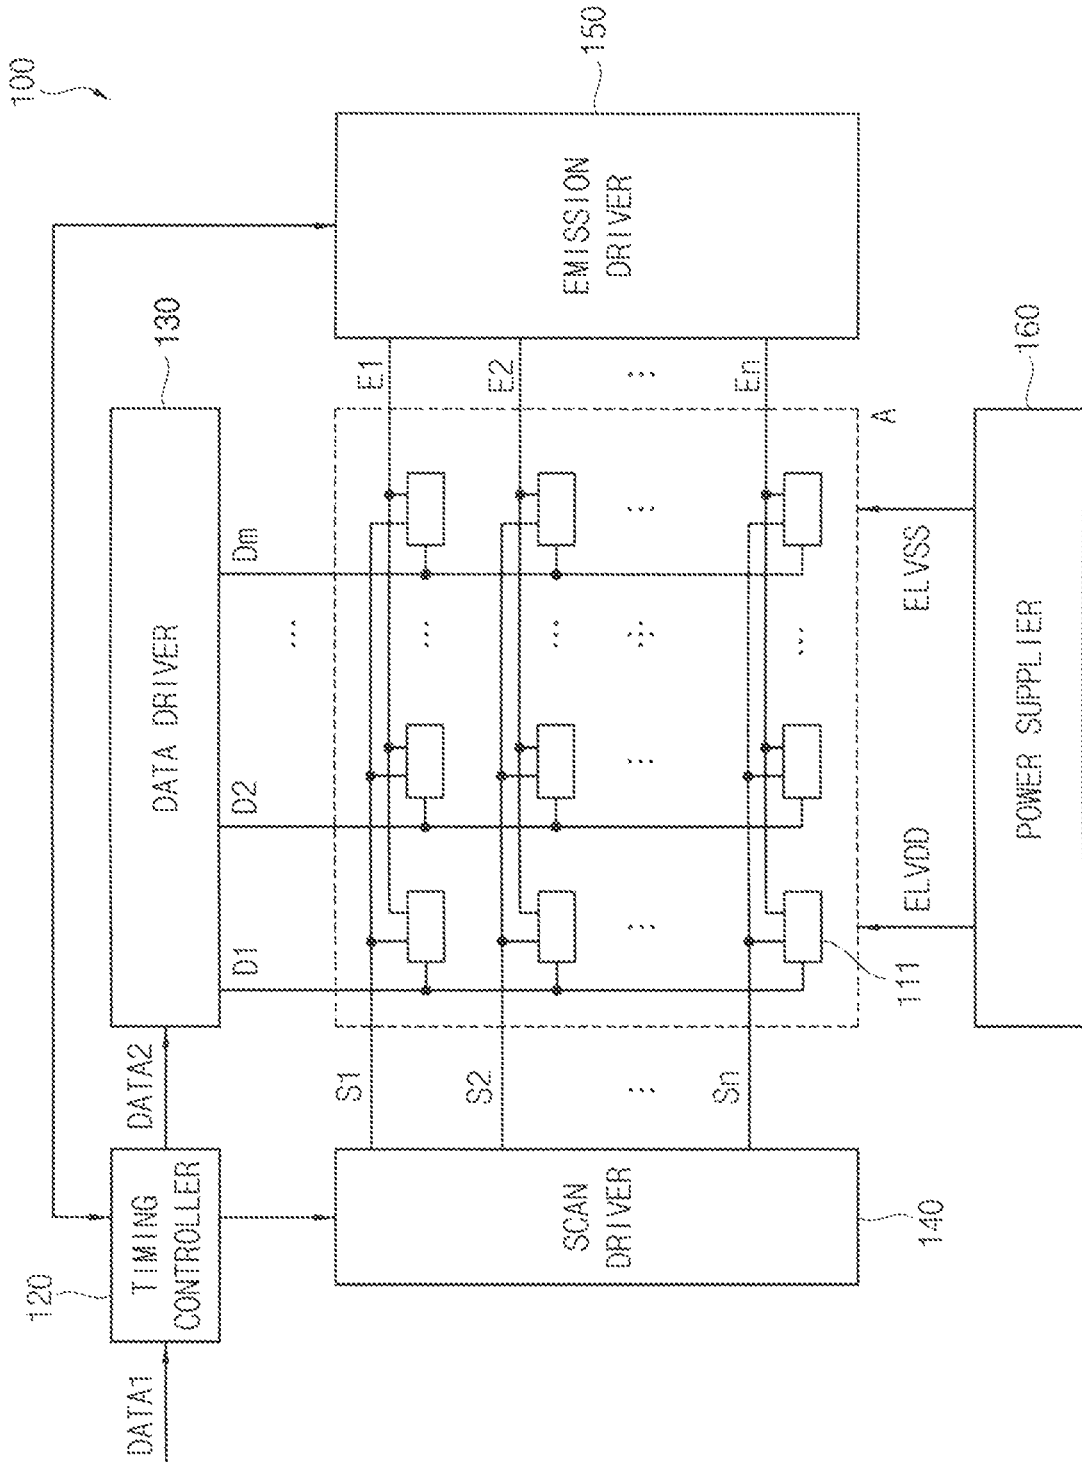 100
120
TIMING
CONTROLLER
DATA1
DATA2
130
DATA DRIVER
D1
D2
...
Dm
150
EMISSION
DRIVER
E1
E2
...
En
140
SCAN
DRIVER
S1
S2
...
Sn
...
...
...
...
...
...
...
A
111
ELVDD
ELVSS
160
POWER SUPPLIER